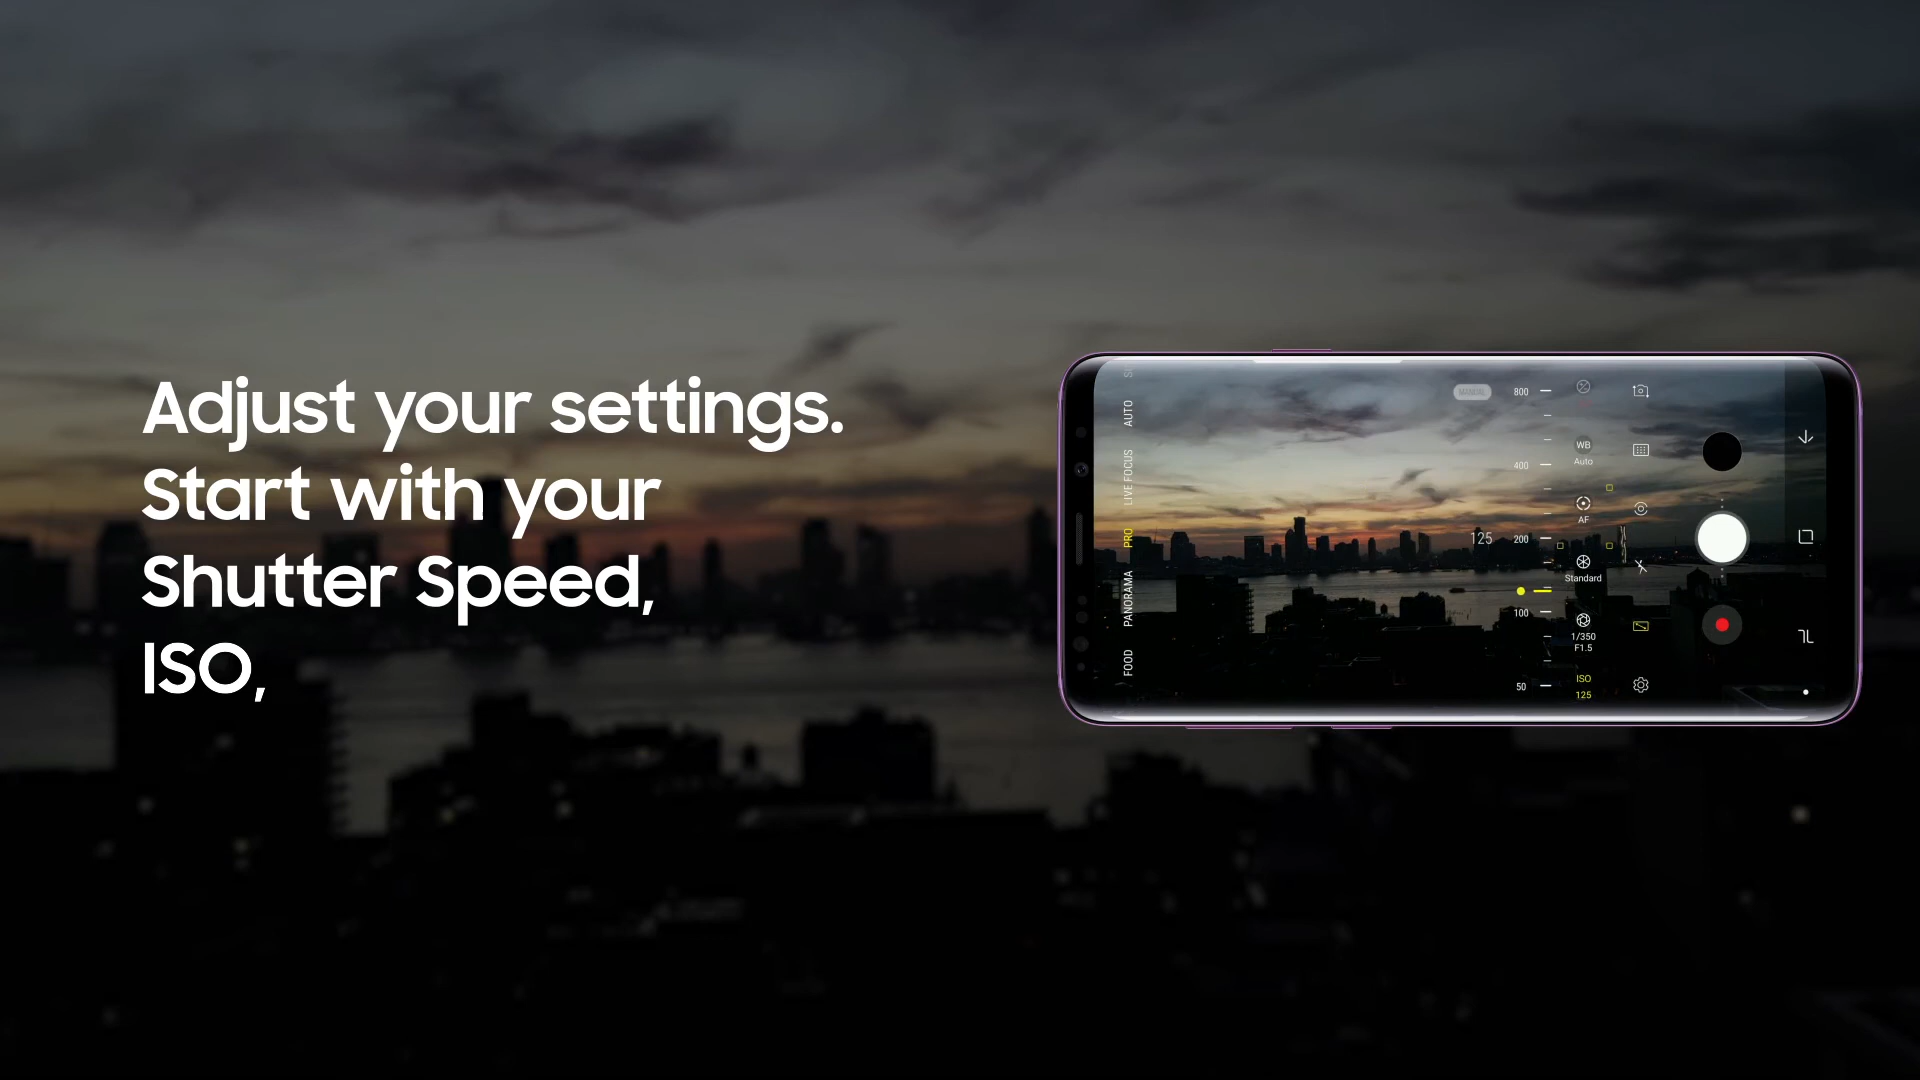 Adjust your settings.
Start with your
Shutter Speed,
ISO,
AUTO
LIVE FOCUS
PRO
PANORAMA
FOOD
MANUAL
125
800
400
200
100
50
WB
Auto
AF
Standard
1/350
F1.5
ISO
125